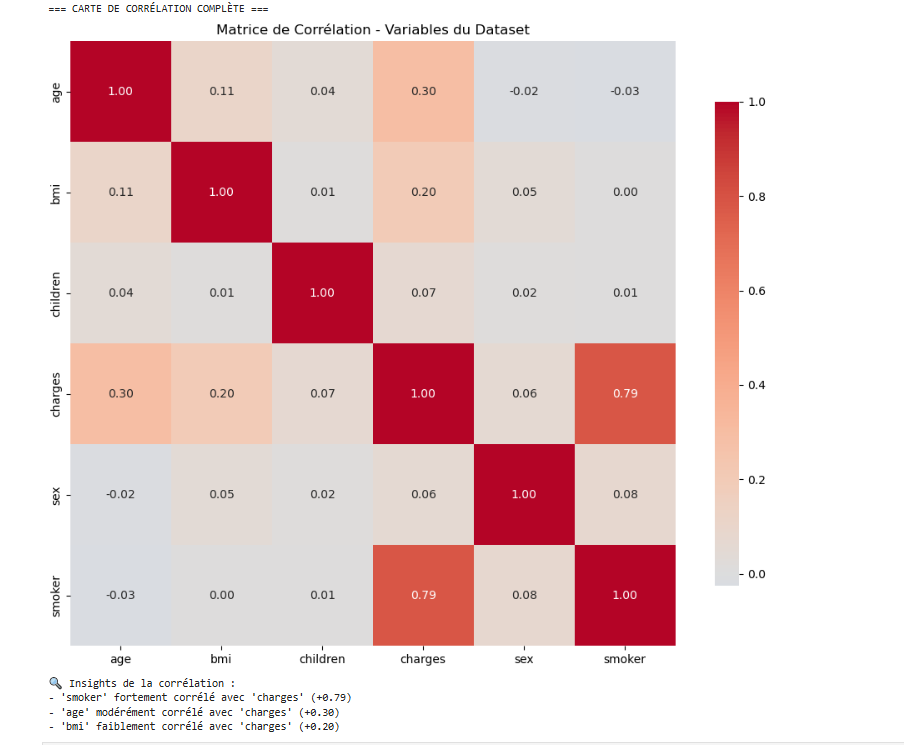 === CARTE DE CORRÉLATION COMPLÈTE ===
Matrice de Corrélation - Variables du Dataset
age 1.00 0.11 0.04 0.30 -0.02 -0.03
bmi 0.11 1.00 0.01 0.20 0.05 0.00
children 0.04 0.01 1.00 0.07 0.02 0.01
charges 0.30 0.20 0.07 1.00 0.06 0.79
sex -0.02 0.05 0.02 0.06 1.00 0.08
smoker -0.03 0.00 0.01 0.79 0.08 1.00
age bmi children charges sex smoker
1.0
0.8
0.6
0.4
0.2
0.0
🔍 Insights de la corrélation :
- 'smoker' fortement corrélé avec 'charges' (+0.79)
- 'age' modérément corrélé avec 'charges' (+0.30)
- 'bmi' faiblement corrélé avec 'charges' (+0.20)